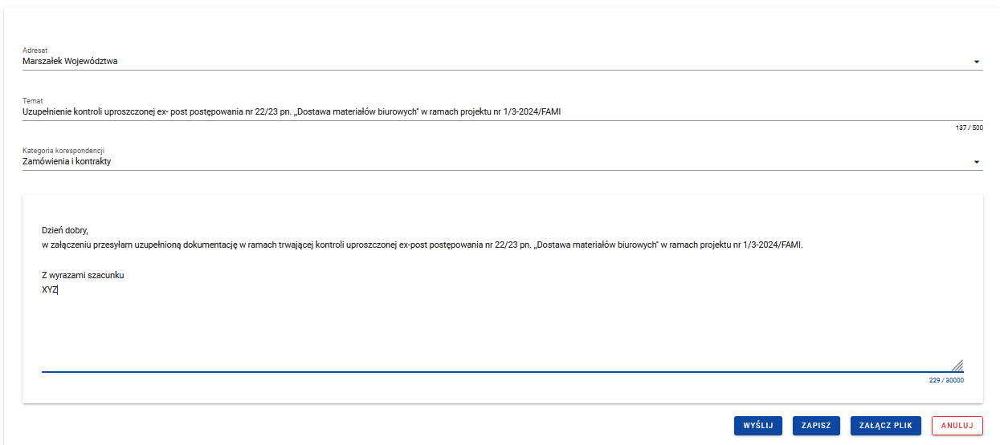 Adresat
Marszałek Województwa
Temat
Uzupełnienie kontroli uproszczonej ex- post postępowania nr 22/23 pn. „Dostawa materiałów biurowych" w ramach projektu nr 1/3-2024/FAMI
137 / 500
Kategoria korespondencji
Zamówienia i kontrakty
Dzień dobry,
w załączeniu przesyłam uzupełnioną dokumentację w ramach trwającej kontroli uproszczonej ex-post postępowania nr 22/23 pn. „Dostawa materiałów biurowych" w ramach projektu nr 1/3-2024/FAMI.
Z wyrazami szacunku
XYZ
229 / 30000
WYŚLIJ ZAPISZ ZAŁĄCZ PLIK ANULUJ